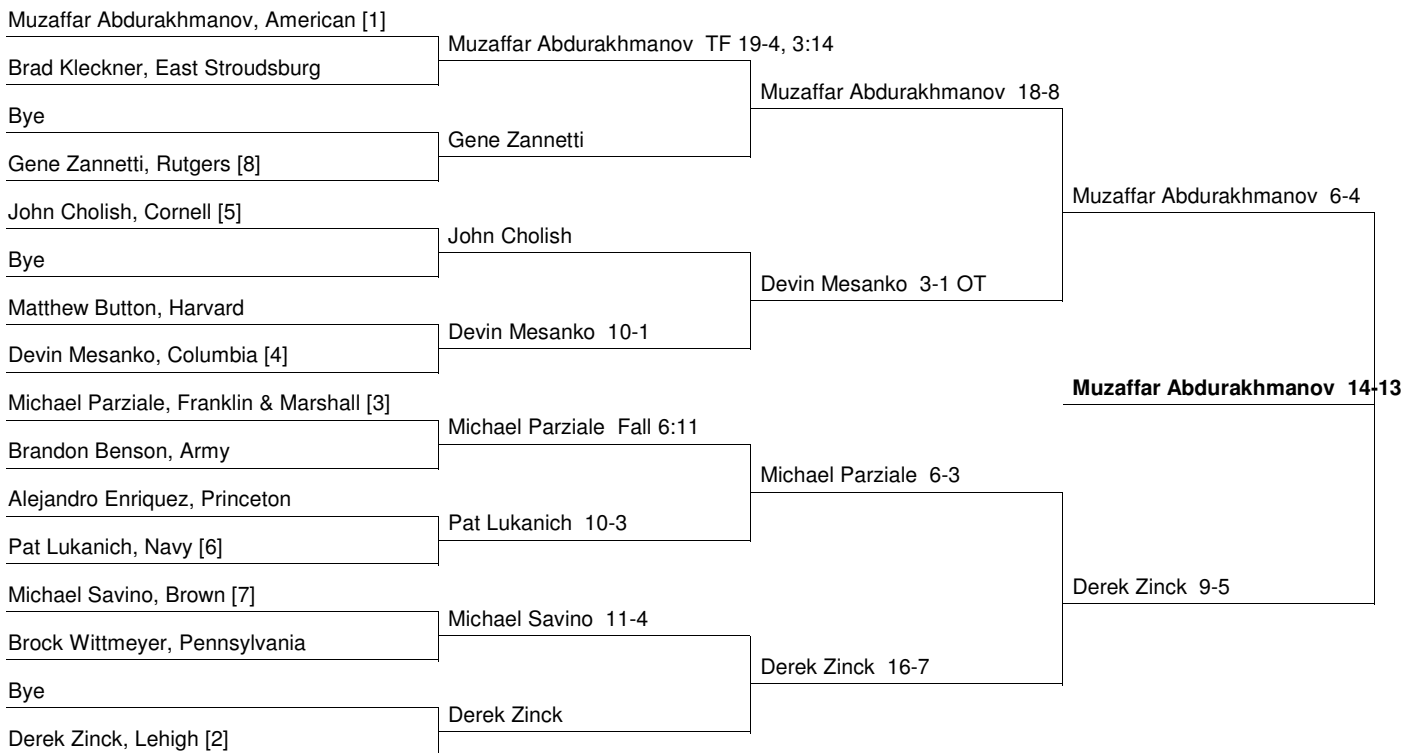 Muzaffar Abdurakhmanov, American [1]
Muzaffar Abdurakhmanov TF 19-4, 3:14
Brad Kleckner, East Stroudsburg
Muzaffar Abdurakhmanov 18-8
Bye
Gene Zannetti
Gene Zannetti, Rutgers [8]
Muzaffar Abdurakhmanov 6-4
John Cholish, Cornell [5]
John Cholish
Bye
Devin Mesanko 3-1 OT
Matthew Button, Harvard
Devin Mesanko 10-1
Devin Mesanko, Columbia [4]
Muzaffar Abdurakhmanov 14-13
Michael Parziale, Franklin & Marshall [3]
Michael Parziale Fall 6:11
Brandon Benson, Army
Michael Parziale 6-3
Alejandro Enriquez, Princeton
Pat Lukanich 10-3
Pat Lukanich, Navy [6]
Derek Zinck 9-5
Michael Savino, Brown [7]
Michael Savino 11-4
Brock Wittmeyer, Pennsylvania
Derek Zinck 16-7
Bye
Derek Zinck
Derek Zinck, Lehigh [2]